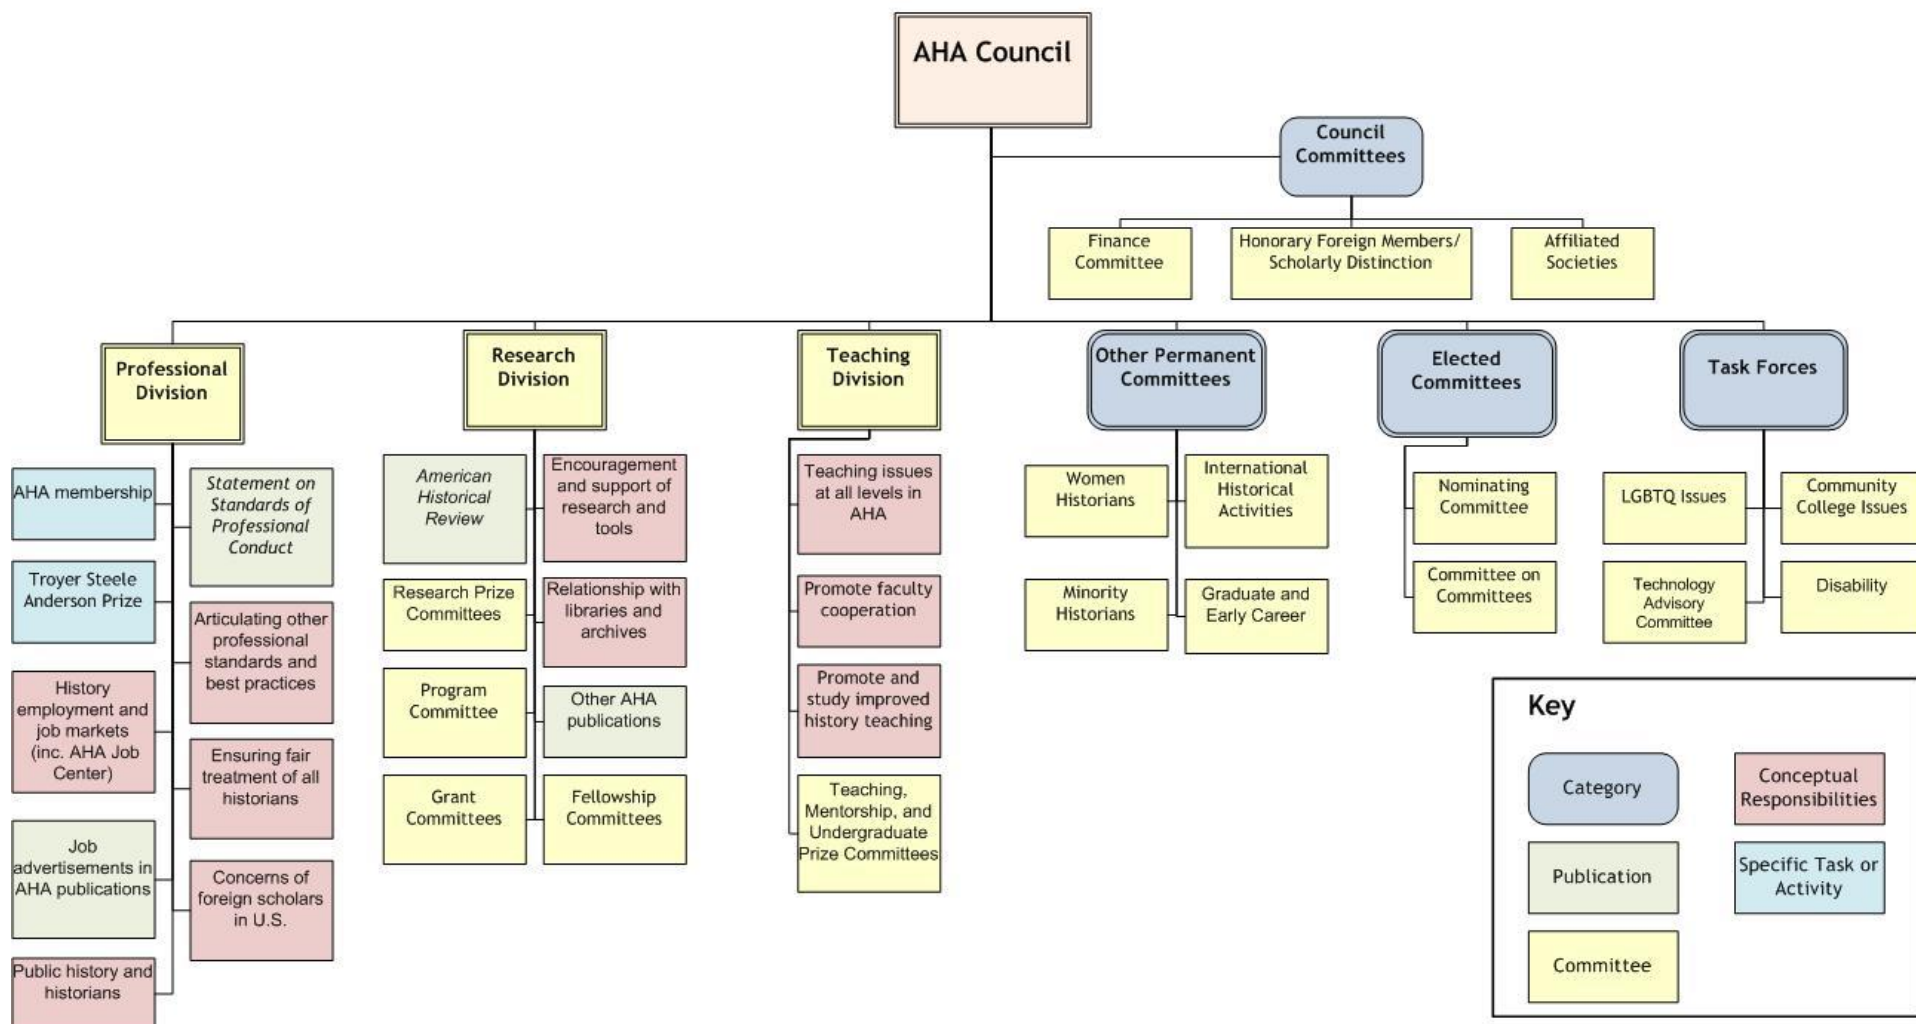 AHA Council
Council
Committees
Finance
Committee
Honorary Foreign Members/
Scholarly Distinction
Affiliated
Societies
Professional
Division
Research
Division
Teaching
Division
Other Permanent
Committees
Elected
Committees
Task Forces
AHA membership
Statement on
Standards of
Professional
Conduct
Troyer Steele
Anderson Prize
Articulating other
professional
standards and
best practices
History
employment and
job markets
(inc. AHA Job
Center)
Ensuring fair
treatment of all
historians
Job
advertisements in
AHA publications
Concerns of
foreign scholars
in U.S.
Public history and
historians
American
Historical
Review
Encouragement
and support of
research and
tools
Research Prize
Committees
Relationship with
libraries and
archives
Program
Committee
Other AHA
publications
Grant
Committees
Fellowship
Committees
Teaching issues
at all levels in
AHA
Promote faculty
cooperation
Promote and
study improved
history teaching
Teaching,
Mentorship, and
Undergraduate
Prize Committees
Women
Historians
International
Historical
Activities
Minority
Historians
Graduate and
Early Career
Nominating
Committee
Committee on
Committees
LGBTQ Issues
Community
College Issues
Technology
Advisory
Committee
Disability
Key
Category
Conceptual
Responsibilities
Publication
Specific Task or
Activity
Committee